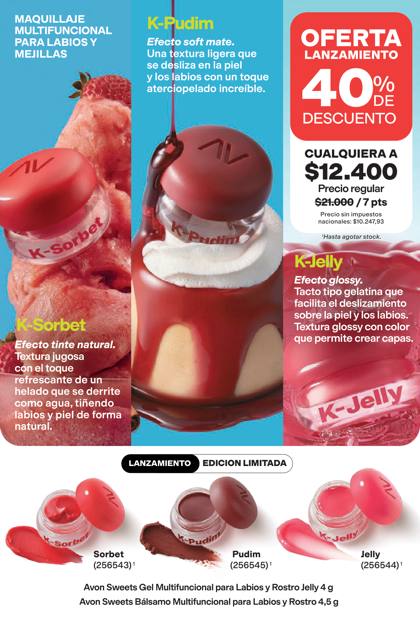 MAQUILLAJE
MULTIFUNCIONAL
PARA LABIOS Y
MEJILLAS
K-Pudim
Efecto soft mate.
Una textura ligera que
se desliza en la piel
y los labios con un toque
aterciopelado increíble.
OFERTA
LANZAMIENTO
40% DE
DESCUENTO
CUALQUIERA A
$12.400
Precio regular
$21.000 / 7 pts
Precio sin impuestos
nacionales: $10.247,93
¹Hasta agotar stock.
K-Sorbet
K-Pudim
K-Jelly
Efecto glossy.
Tacto tipo gelatina que
facilita el deslizamiento
sobre la piel y los labios.
Textura glossy con color
que permite crear capas.
K-Jelly
K-Sorbet
Efecto tinte natural.
Textura jugosa
con el toque
refrescante de un
helado que se derrite
como agua, tiñendo
labios y piel de forma
natural.
LANZAMIENTO EDICION LIMITADA
K-Sorbet
K-Pudim
K-Jelly
Sorbet
(256543)¹
Pudim
(256545)¹
Jelly
(256544)¹
Avon Sweets Gel Multifuncional para Labios y Rostro Jelly 4 g
Avon Sweets Bálsamo Multifuncional para Labios y Rostro 4,5 g